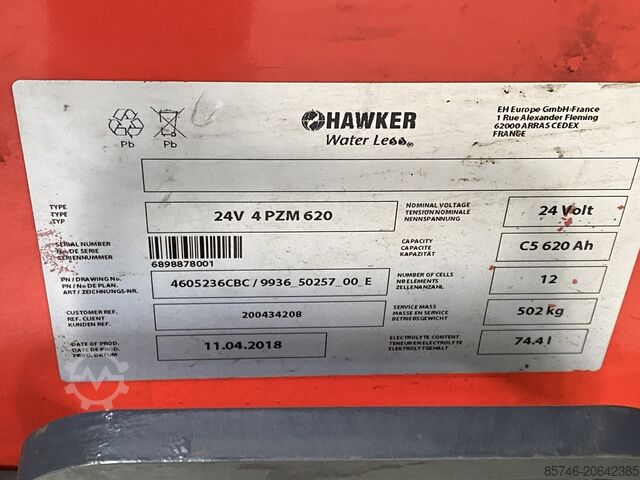 Pb
Pb
HAWKER
Water Less®
EH Europe GmbH-France
1 Rue Alexander Fleming
62000 ARRAS CEDEX
FRANCE
TYPE
TYPE
TYP
24V 4 PZM 620
NOMINAL VOLTAGE
TENSION NOMINALE
NENNSPANNUNG
24 Volt
SERIAL NUMBER
No DE SERIE
SERIENNUMMER
6898878001
CAPACITY
CAPACITE
KAPAZITÄT
C5 620 Ah
PN / DRAWING No.
PN / No DE PLAN.
ART / ZEICHNUNGS-NR.
4605236CBC / 9936_50257_00_E
NUMBER OF CELLS
NB ELEMENTS
ZELLENANZAHL
12
CUSTOMER REF.
REF. CLIENT
KUNDEN REF.
200434208
SERVICE MASS
MASSE EN SERVICE
BETRIEBSGEWICHT
502 kg
DATE OF PROD.
DATE DE PROD.
PROD. DATUM
11.04.2018
ELECTROLYTE CONTENT
TENEUR EN ELECTROLYTE
ELEKTROLYTGEHALT
74.4 l
85746-20642385